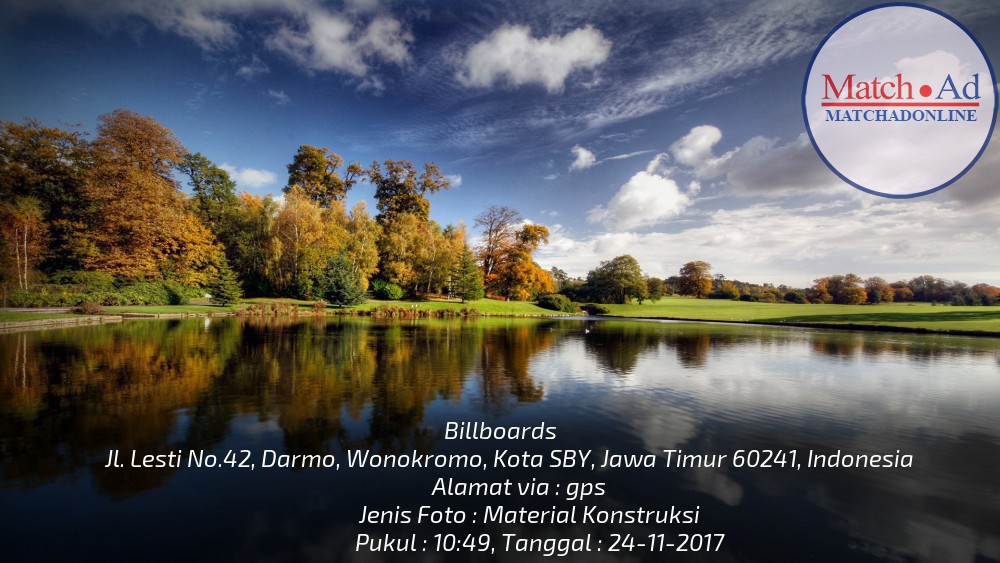 Match Ad
MATCHADONLINE
Billboards
Jl. Lesti No.42, Darmo, Wonokromo, Kota SBY, Jawa Timur 60241, Indonesia
Alamat via : gps
Jenis Foto : Material Konstruksi
Pukul : 10:49, Tanggal : 24-11-2017